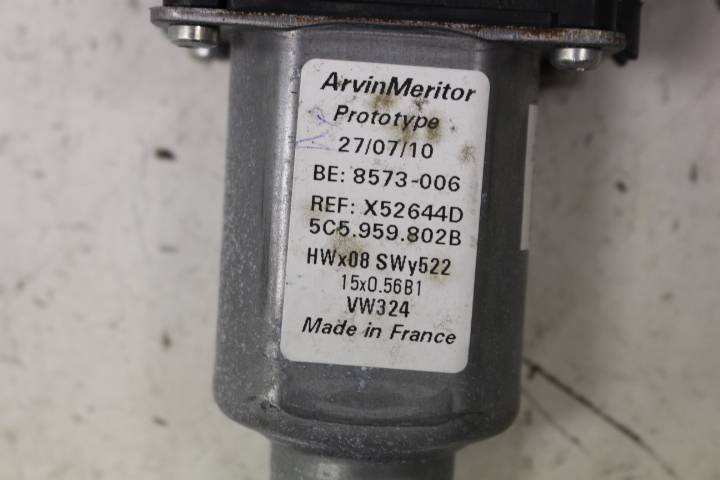 ArvinMeritor
Prototype
27/07/10
BE: 8573-006
REF: X52644D
5C5.959.802B
HWx08 SWy522
15x0.56B1
VW324
Made in France